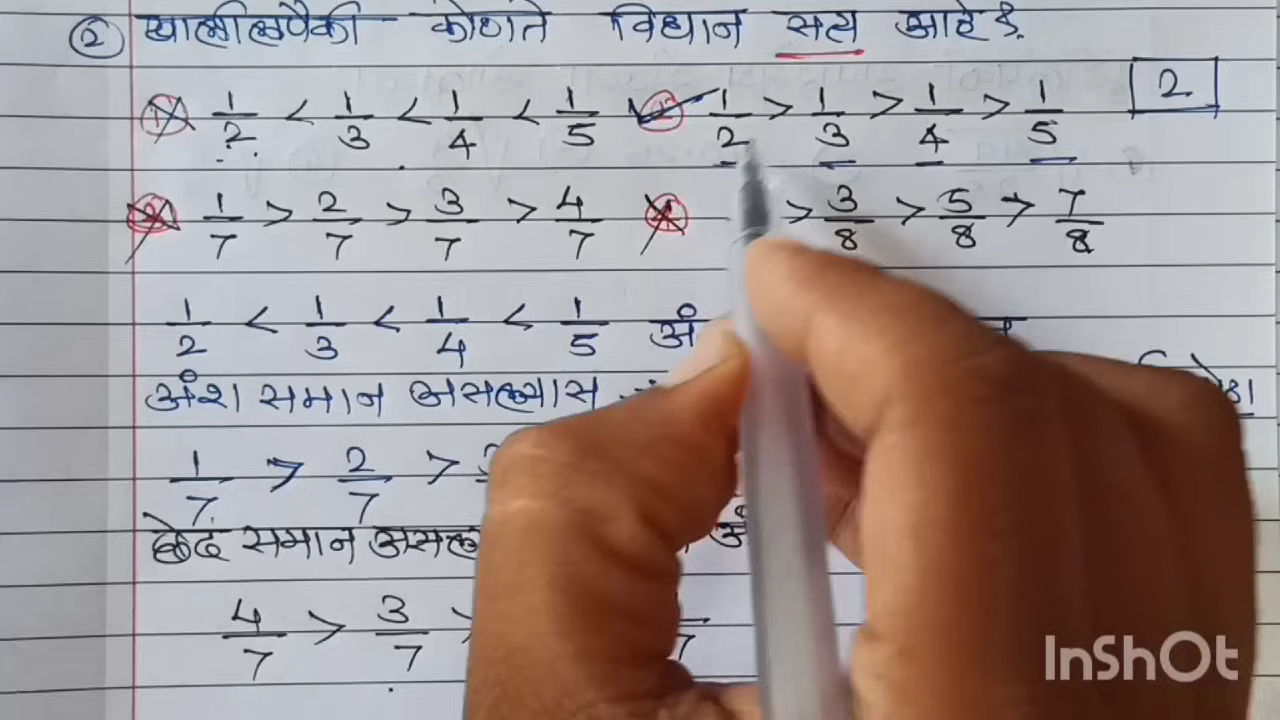 ② खालीलपैकी कोणते विधान सत्य आहे?
① 1/2 < 1/3 < 1/4 < 1/5 ② 1/2 > 1/3 > 1/4 > 1/5 2
③ 1/7 > 2/7 > 3/7 > 4/7 ④ > 3/8 > 5/8 > 7/8
1/2 < 1/3 < 1/4 < 1/5
अंश समान असल्यास
1/7 > 2/7 >
छेद समान
4/7 > 3/7 >
InShOt